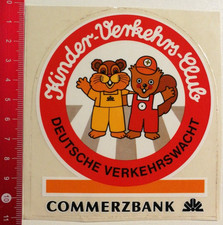 Kinder-Verkehrs-Club
DEUTSCHE VERKEHRSWACHT
COMMERZBANK